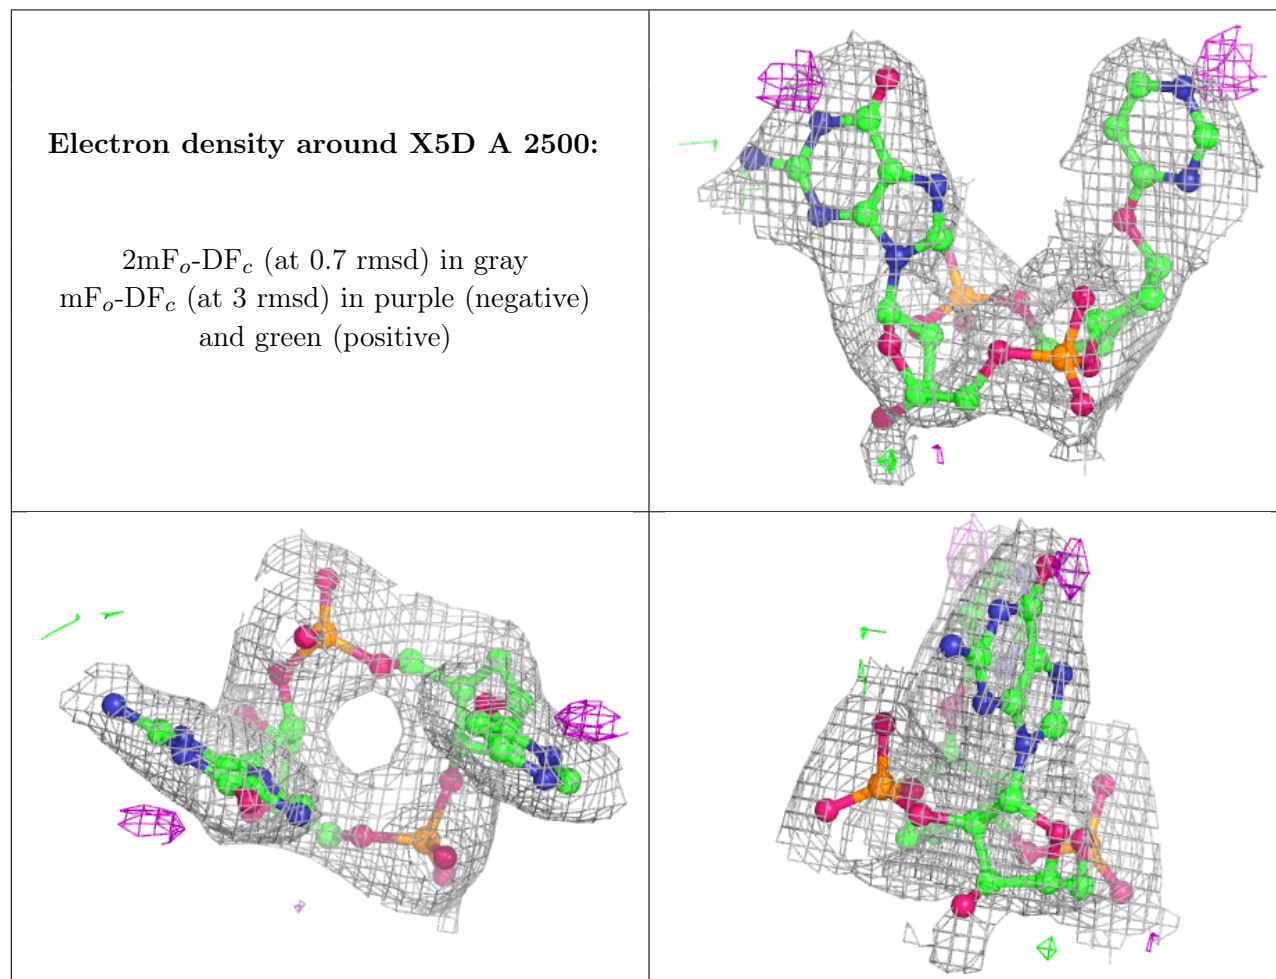 Electron density around X5D A 2500:
2mFo-DFc (at 0.7 rmsd) in gray
mFo-DFc (at 3 rmsd) in purple (negative)
and green (positive)